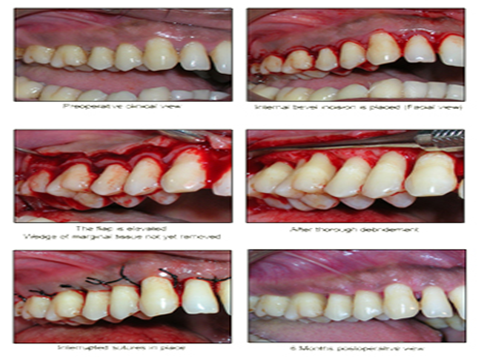 Preoperative clinical view
Internal bevel incision is placed (Facial view)
The flap is elevated
Wedge of marginal tissue not yet removed
After thorough debridement
Interrupted sutures in place
6 Months postoperative view